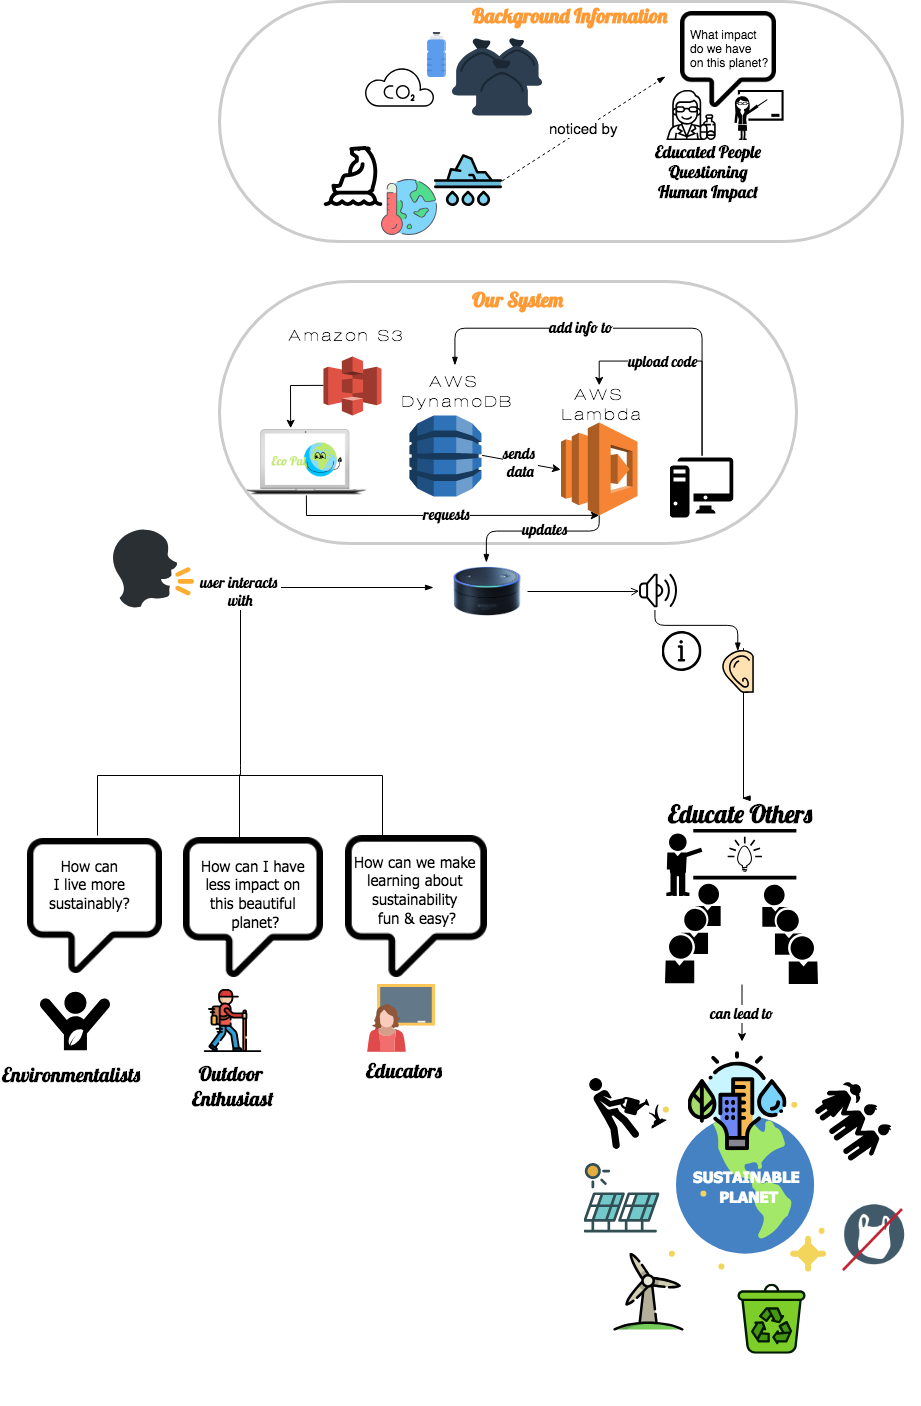 Background Information
What impact
do we have
on this planet?
CO2
noticed by
Educated People
Questioning
Human Impact
Our System
add info to
Amazon S3
upload code
AWS
DynamoDB
AWS
Lambda
Eco Pa
sends
data
requests
updates
user interacts
with
i
Educate Others
How can
I live more
sustainably?
How can I have
less impact on
this beautiful
planet?
How can we make
learning about
sustainability
fun & easy?
can lead to
Environmentalists
Outdoor
Enthusiast
Educators
SUSTAINABLE
PLANET